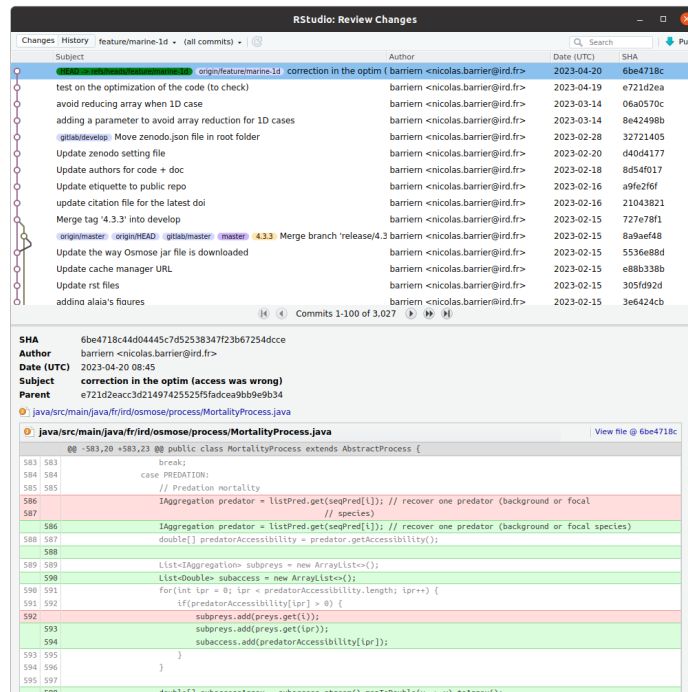 RStudio: Review Changes
Changes History feature/marine-1d (all commits) Search Pu
Subject Author Date (UTC) SHA
HEAD -> refs/heads/feature/marine-1d origin/feature/marine-1d correction in the optim ( barriern <nicolas.barrier@ird.fr> 2023-04-20 6be4718c
test on the optimization of the code (to check) barriern <nicolas.barrier@ird.fr> 2023-04-19 e721d2ea
avoid reducing array when 1D case barriern <nicolas.barrier@ird.fr> 2023-03-14 06a0570c
adding a parameter to avoid array reduction for 1D cases barriern <nicolas.barrier@ird.fr> 2023-03-14 8e42498b
gitlab/develop Move zenodo.json file in root folder barriern <nicolas.barrier@ird.fr> 2023-02-28 32721405
Update zenodo setting file barriern <nicolas.barrier@ird.fr> 2023-02-20 d40d4177
Update authors for code + doc barriern <nicolas.barrier@ird.fr> 2023-02-18 8d54f017
Update etiquette to public repo barriern <nicolas.barrier@ird.fr> 2023-02-16 a9fe2f6f
update citation file for the latest doi barriern <nicolas.barrier@ird.fr> 2023-02-16 21043821
Merge tag '4.3.3' into develop barriern <nicolas.barrier@ird.fr> 2023-02-15 727e78f1
origin/master origin/HEAD gitlab/master master 4.3.3 Merge branch 'release/4.3 barriern <nicolas.barrier@ird.fr> 2023-02-15 8a9aef48
Update the way Osmose jar file is downloaded barriern <nicolas.barrier@ird.fr> 2023-02-15 5536e88d
Update cache manager URL barriern <nicolas.barrier@ird.fr> 2023-02-15 e88b338b
Update rst files barriern <nicolas.barrier@ird.fr> 2023-02-15 305fd92d
adding alaia's figures barriern <nicolas.barrier@ird.fr> 2023-02-15 3e6424cb
Commits 1-100 of 3,027
SHA 6be4718c44d04445c7d52538347f23b67254dcce
Author barriern <nicolas.barrier@ird.fr>
Date (UTC) 2023-04-20 08:45
Subject correction in the optim (access was wrong)
Parent e721d2eacc3d21497425525f5fadcea9bb9e9b34
java/src/main/java/fr/ird/osmose/process/MortalityProcess.java
java/src/main/java/fr/ird/osmose/process/MortalityProcess.java View file @ 6be4718c
@@ -583,20 +583,23 @@ public class MortalityProcess extends AbstractProcess {
583 583 break;
584 584 case PREDATION:
585 585 // Predation mortality
586 IAggregation predator = listPred.get(seqPred[i]); // recover one predator (background or focal
587 // species)
586 IAggregation predator = listPred.get(seqPred[i]); // recover one predator (background or focal species)
588 587 double[] predatorAccessibility = predator.getAccessibility();
588
589 589 List<IAggregation> subpreys = new ArrayList<>();
590 List<Double> subaccess = new ArrayList<>();
590 591 for(int ipr = 0; ipr < predatorAccessibility.length; ipr++) {
591 592 if(predatorAccessibility[ipr] > 0) {
592 subpreys.add(preys.get(i));
593 subpreys.add(preys.get(ipr));
594 subaccess.add(predatorAccessibility[ipr]);
593 595 }
594 596 }
595 597